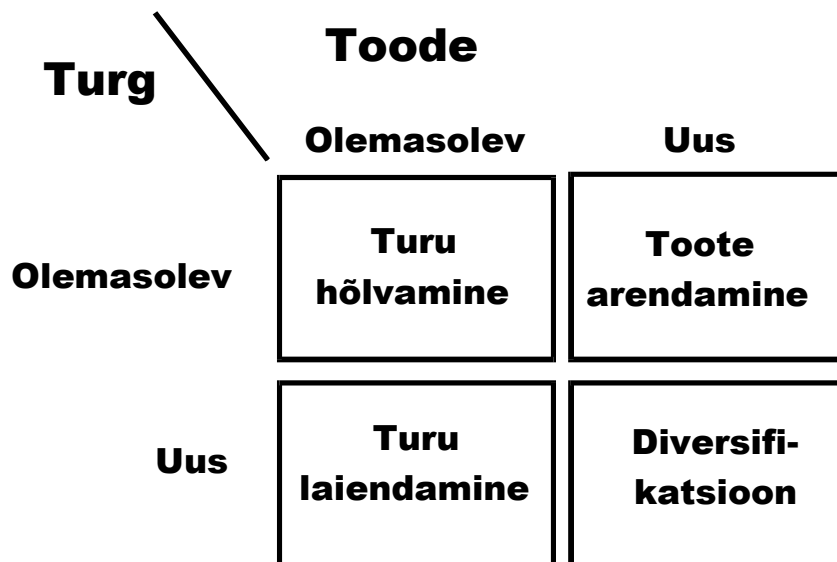 Toode
Turg
Olemasolev Uus
Olemasolev
Turu
hõlvamine
Toote
arendamine
Uus
Turu
laiendamine
Diversifi-
katsioon